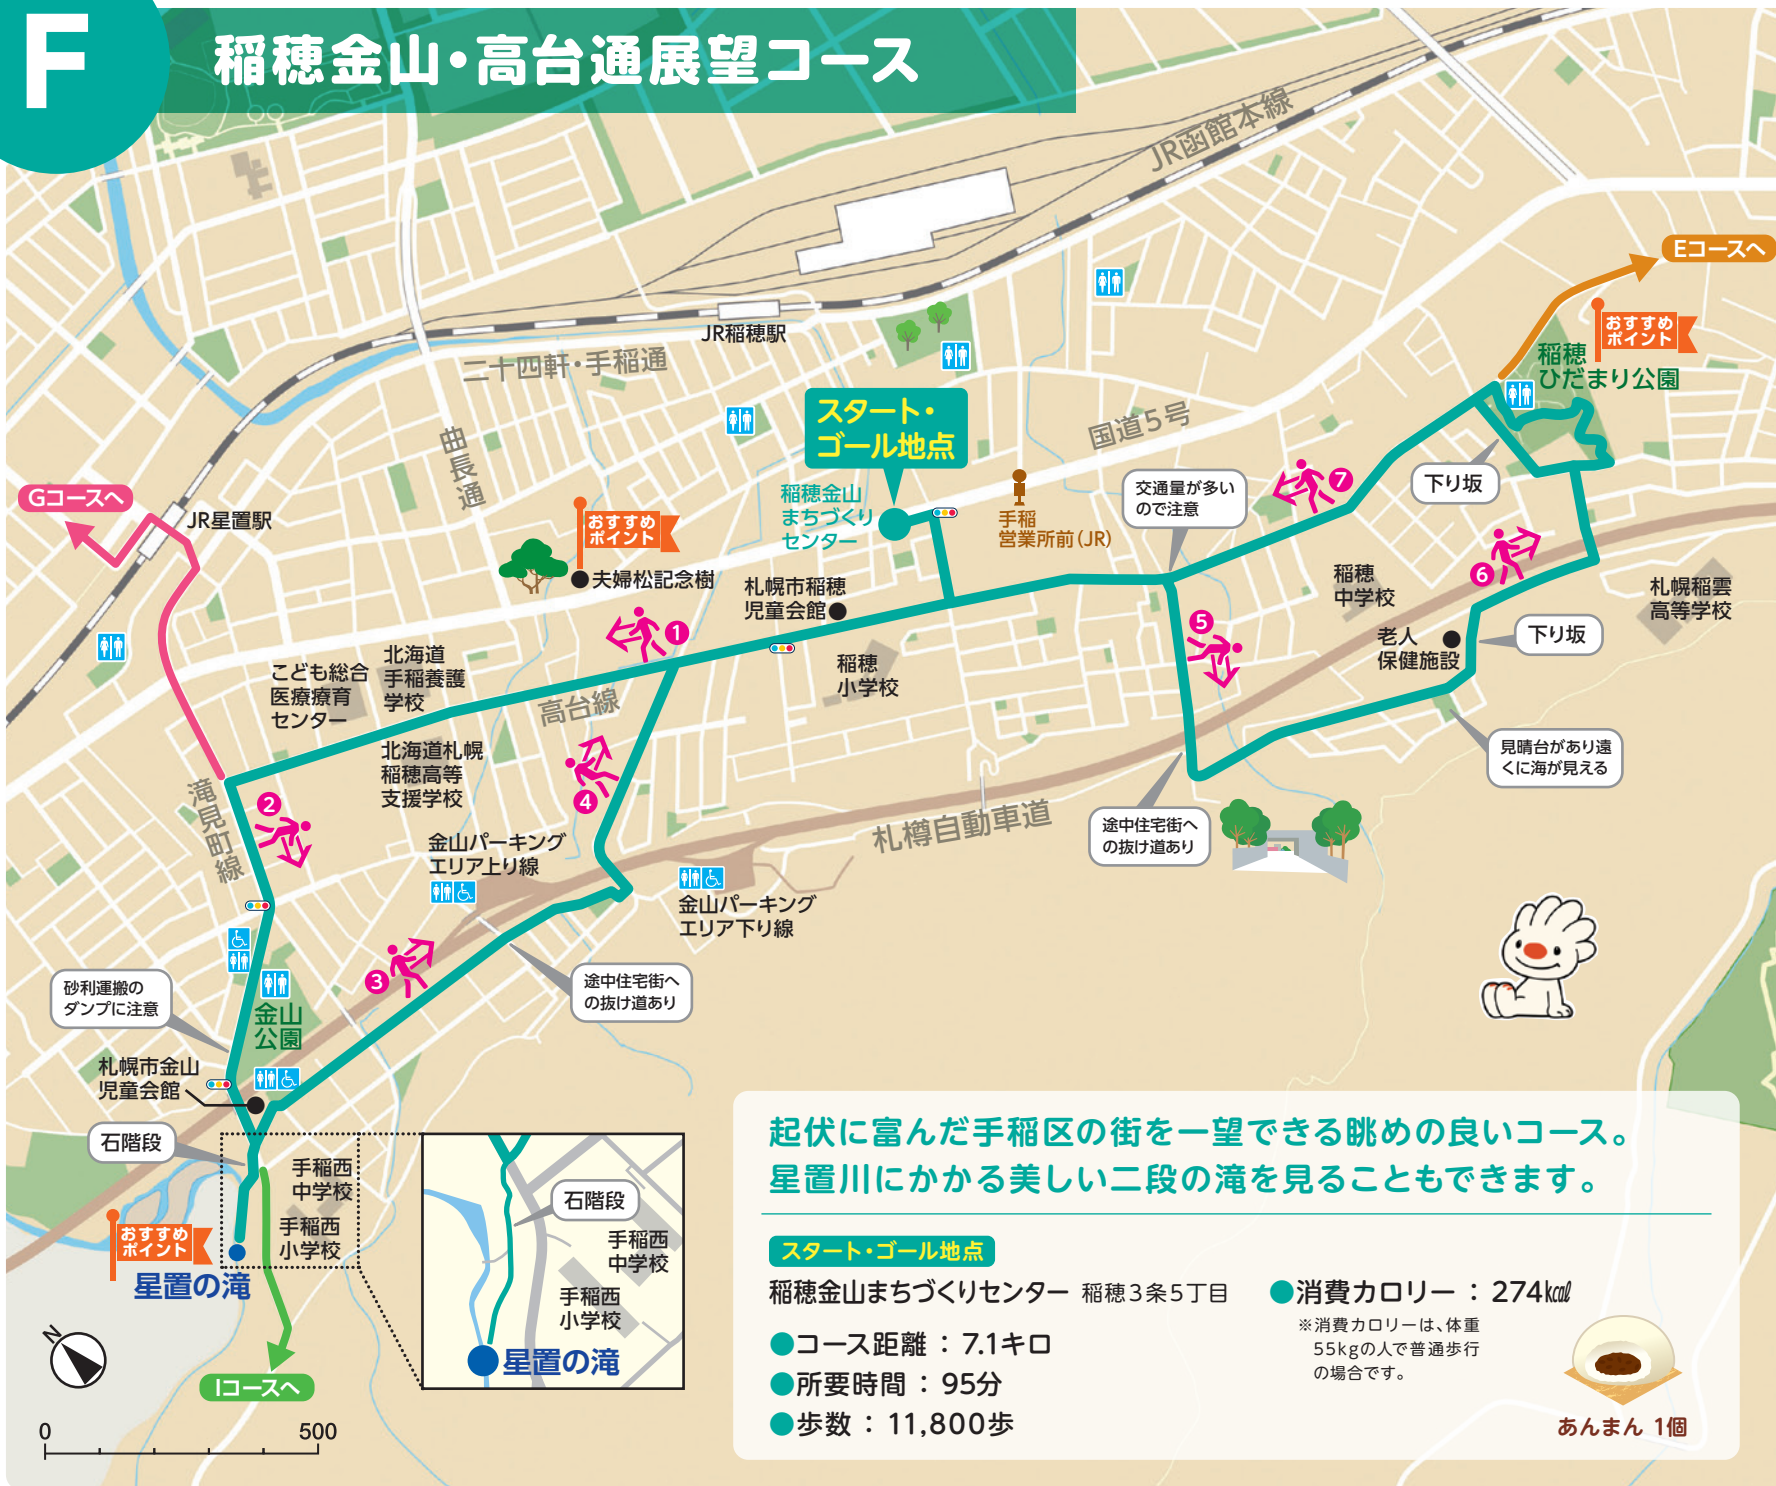 F
稲穂金山・高台通展望コース
JR函館本線
Eコースへ
おすすめ
ポイント
稲穂
ひだまり公園
JR稲穂駅
二十四軒・手稲通
スタート・
ゴール地点
国道5号
曲長通
下り坂
交通量が多い
ので注意
7
Gコースへ
JR星置駅
稲穂金山
まちづくり
センター
手稲
営業所前(JR)
おすすめ
ポイント
夫婦松記念樹
札幌市稲穂
児童会館
稲穂
中学校
6
札幌稲雲
高等学校
1
5
下り坂
老人
保健施設
こども総合
医療療育
センター
北海道
手稲養護
学校
稲穂
小学校
高台線
北海道札幌
稲穂高等
支援学校
見晴台があり遠
くに海が見える
滝見町線
2
4
札樽自動車道
途中住宅街へ
の抜け道あり
金山パーキング
エリア上り線
金山パーキング
エリア下り線
3
途中住宅街へ
の抜け道あり
砂利運搬の
ダンプに注意
金山
公園
札幌市金山
児童会館
石階段
手稲西
中学校
手稲西
小学校
おすすめ
ポイント
星置の滝
石階段
手稲西
中学校
手稲西
小学校
星置の滝
N
Iコースへ
0
500
起伏に富んだ手稲区の街を一望できる眺めの良いコース。
星置川にかかる美しい二段の滝を見ることもできます。
スタート・ゴール地点
稲穂金山まちづくりセンター 稲穂3条5丁目
●コース距離 : 7.1キロ
●所要時間 : 95分
●歩数 : 11,800歩
●消費カロリー : 274kcal
※消費カロリーは、体重
55kgの人で普通歩行
の場合です。
あんまん 1個